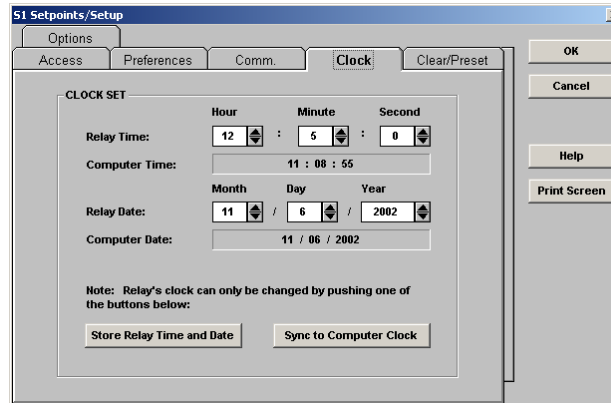 S1 Setpoints/Setup
Options
Access Preferences Comm. Clock Clear/Preset
OK
Cancel
Help
Print Screen
CLOCK SET
Hour Minute Second
Relay Time: 12 : 5 : 0
Computer Time: 11 : 08 : 55
Month Day Year
Relay Date: 11 / 6 / 2002
Computer Date: 11 / 06 / 2002
Note: Relay's clock can only be changed by pushing one of
the buttons below:
Store Relay Time and Date Sync to Computer Clock